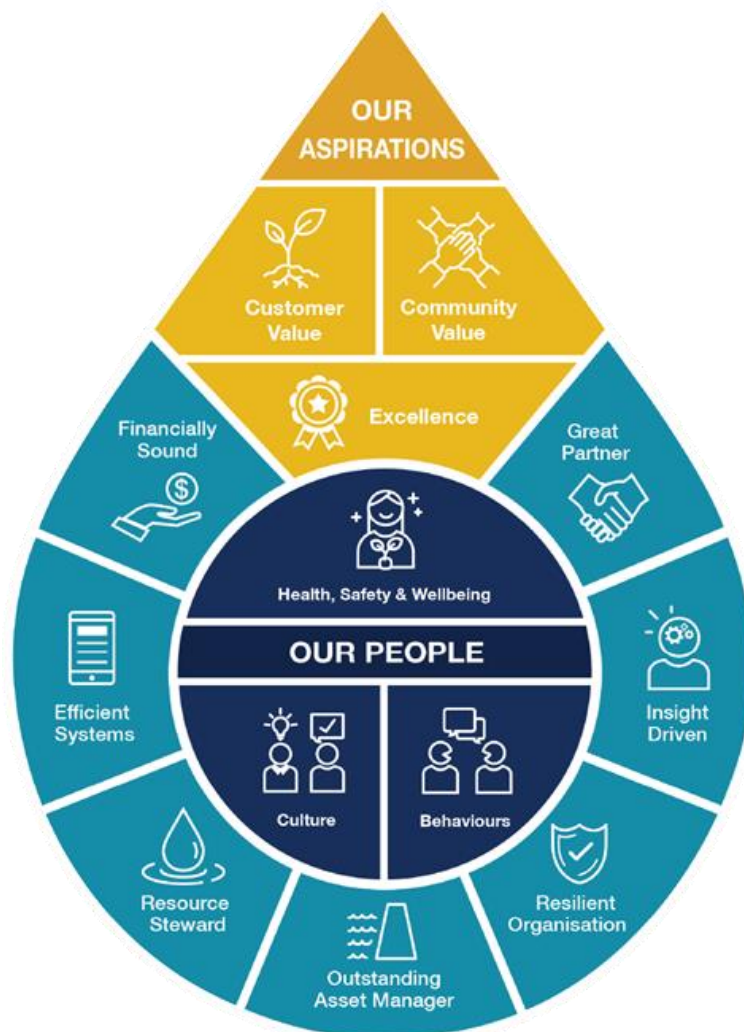 OUR
ASPIRATIONS
Customer
Value
Community
Value
Excellence
Financially
Sound
$
Great
Partner
Health, Safety & Wellbeing
OUR PEOPLE
Efficient
Systems
Insight
Driven
Culture
Behaviours
Resource
Steward
Resilient
Organisation
Outstanding
Asset Manager